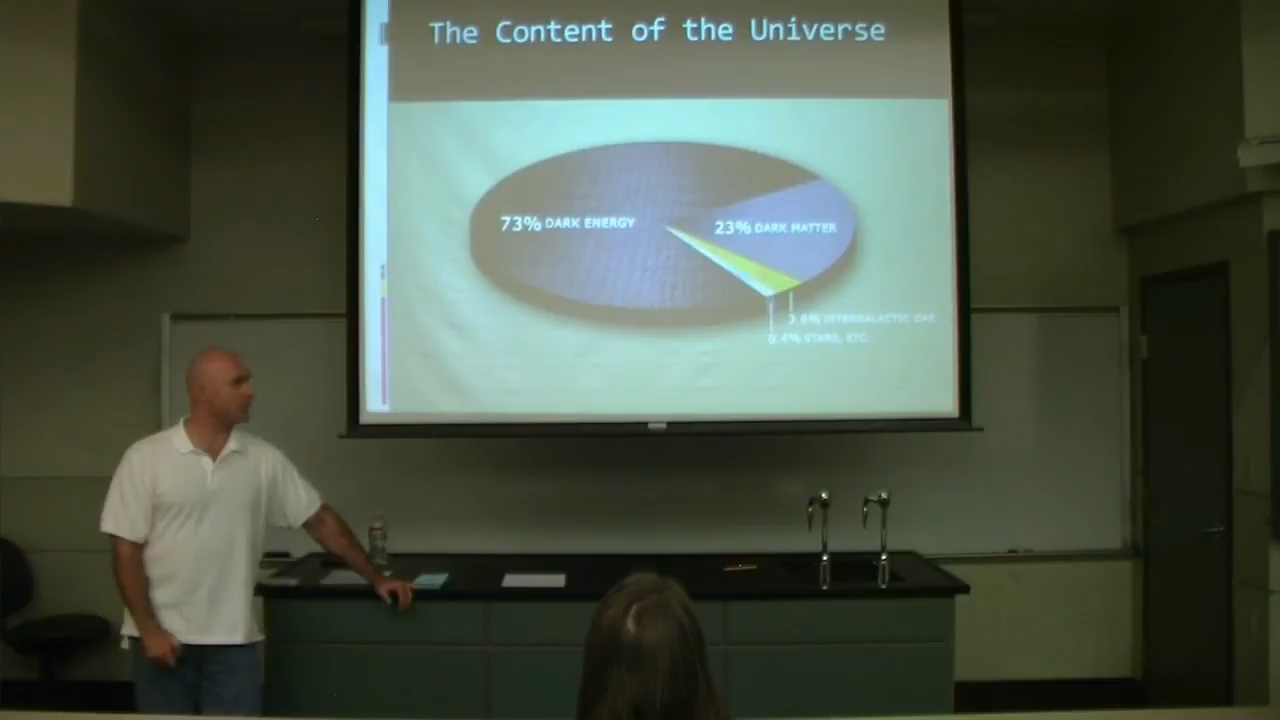 The Content of the Universe
73% DARK ENERGY
23% DARK MATTER
3.6% INTERGALACTIC GAS
0.4% STARS, ETC.